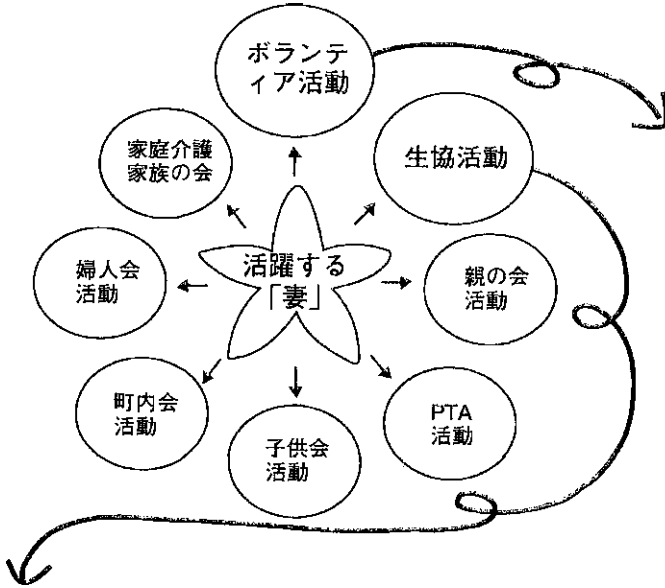 ボランテ
ィア活動
家庭介護
家族の会
生協活動
婦人会
活動
活躍する
「妻」
親の会
活動
町内会
活動
子供会
活動
PTA
活動